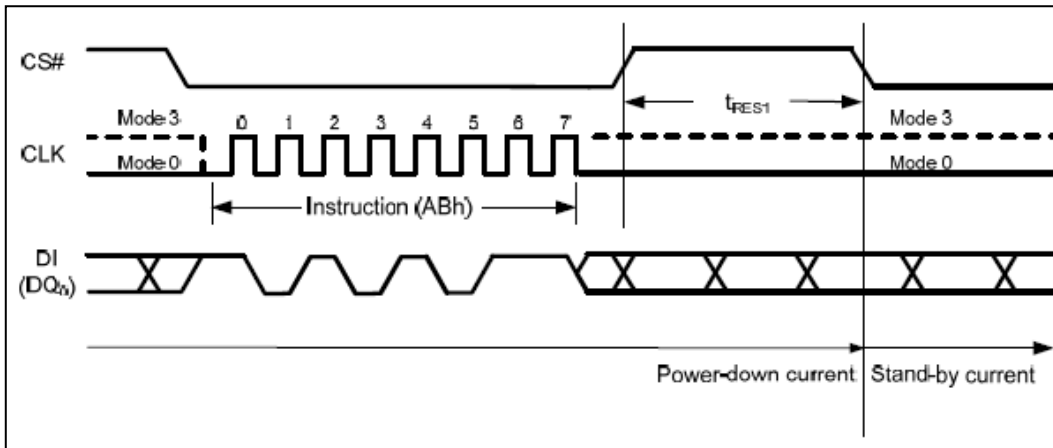 CS#
tRES1
Mode 3
0 1 2 3 4 5 6 7
Mode 3
CLK
Mode 0
Mode 0
Instruction (ABh)
DI
(DQ0)
Power-down current
Stand-by current